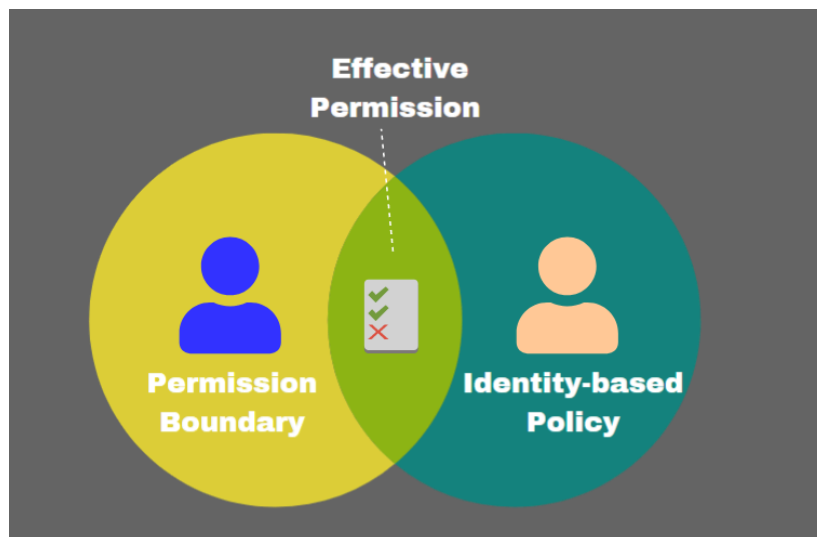 Effective
Permission
Permission
Boundary
Identity-based
Policy